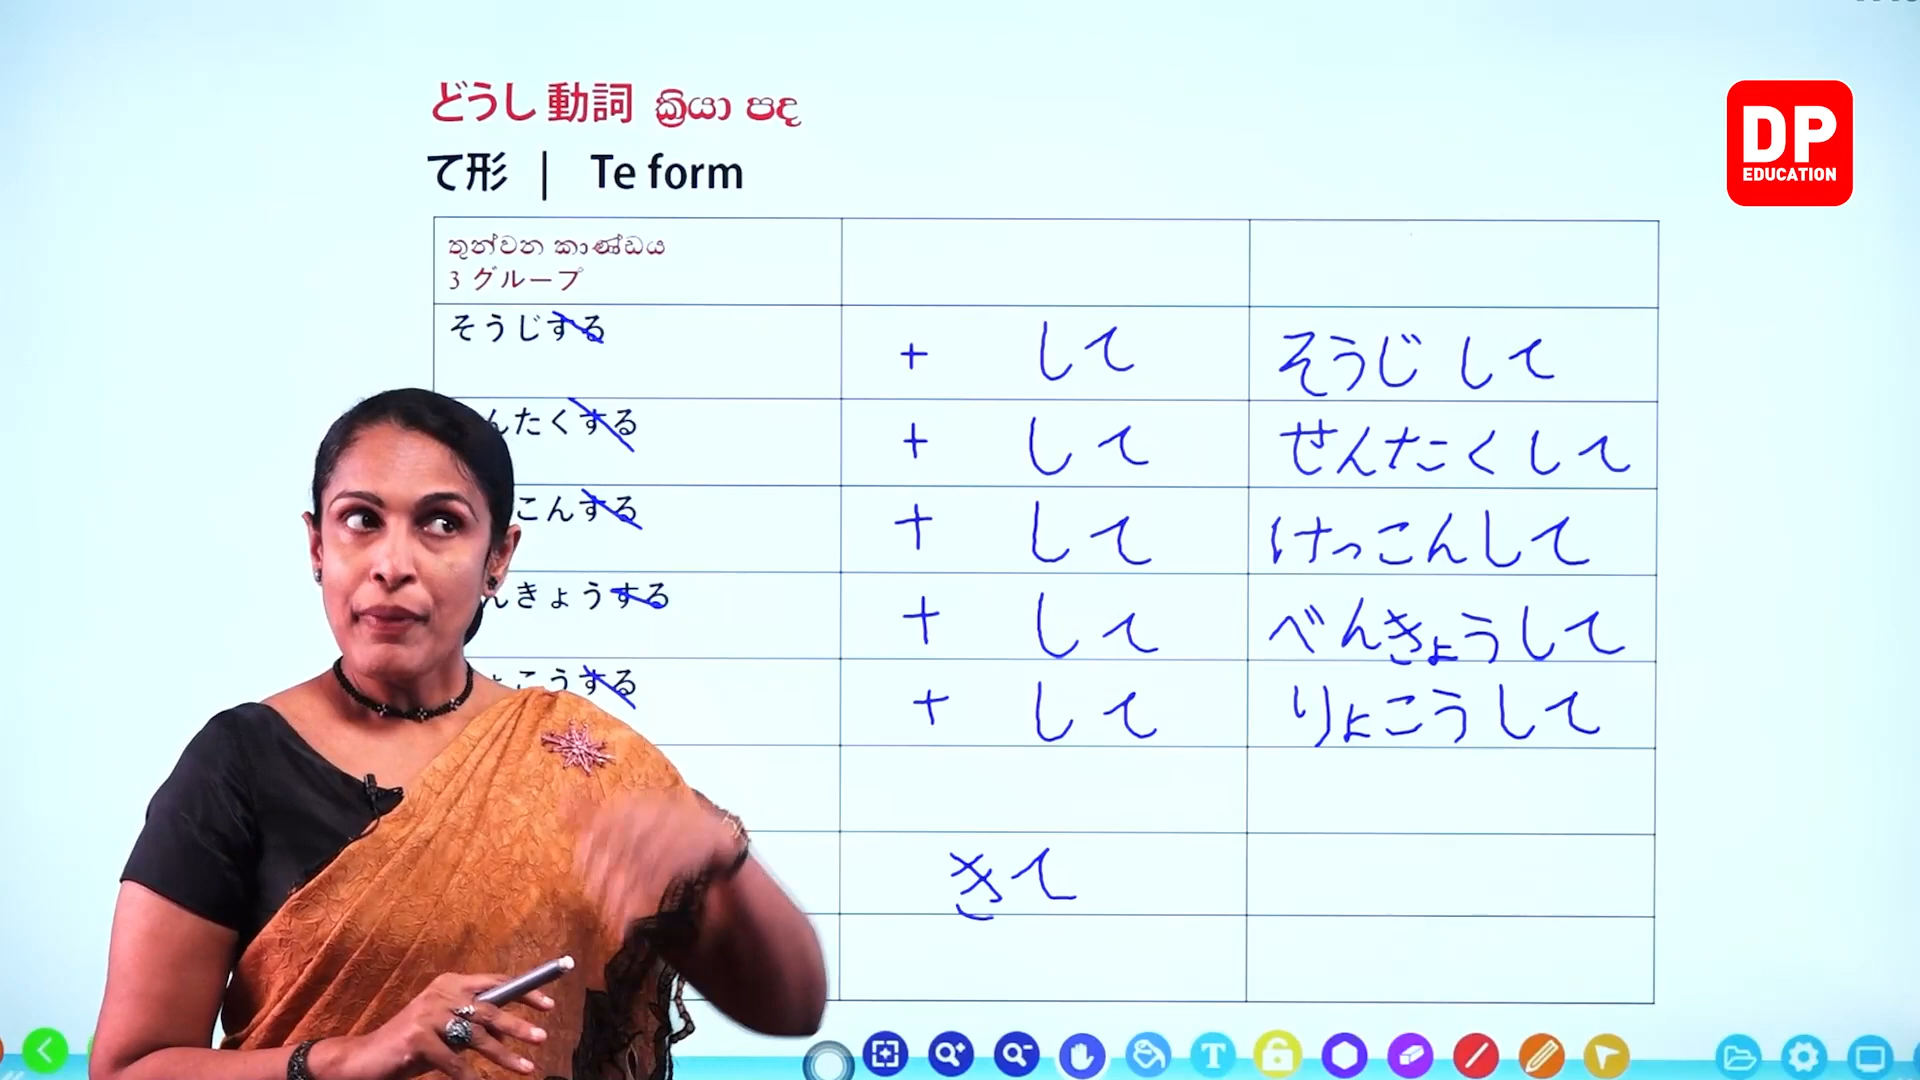 どうし 動詞 ක්‍රියා පද
て形 | Te form
DP
EDUCATION
තුන්වන කාණ්ඩය
3 グループ
そうじする + して そうじ して
んたくする + して せんたくして
こんする + して けっこんして
んきょうする + して べんきょうして
ょこうする + して りょこうして
きて
T